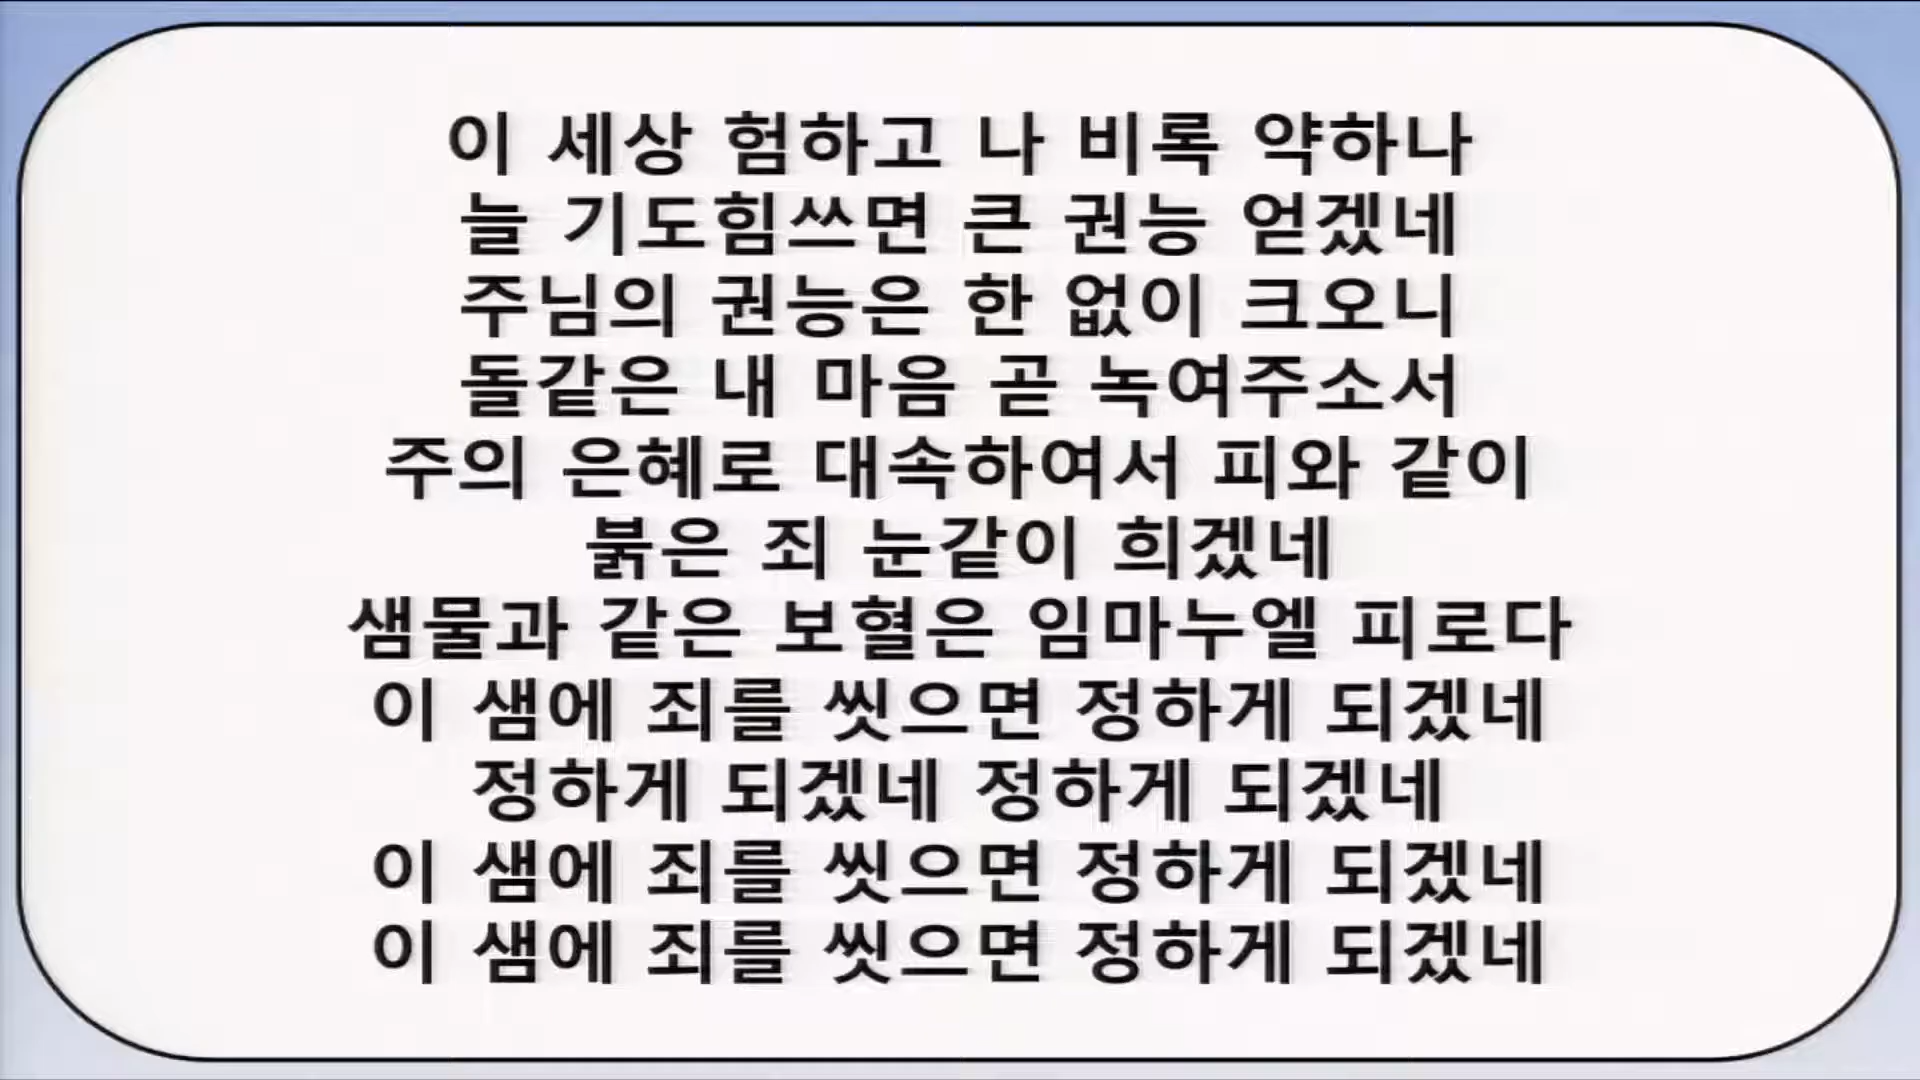 이 세상 험하고 나 비록 약하나
늘 기도힘쓰면 큰 권능 얻겠네
주님의 권능은 한 없이 크오니
돌같은 내 마음 곧 녹여주소서
주의 은혜로 대속하여서 피와 같이
붉은 죄 눈같이 희겠네
샘물과 같은 보혈은 임마누엘 피로다
이 샘에 죄를 씻으면 정하게 되겠네
정하게 되겠네 정하게 되겠네
이 샘에 죄를 씻으면 정하게 되겠네
이 샘에 죄를 씻으면 정하게 되겠네